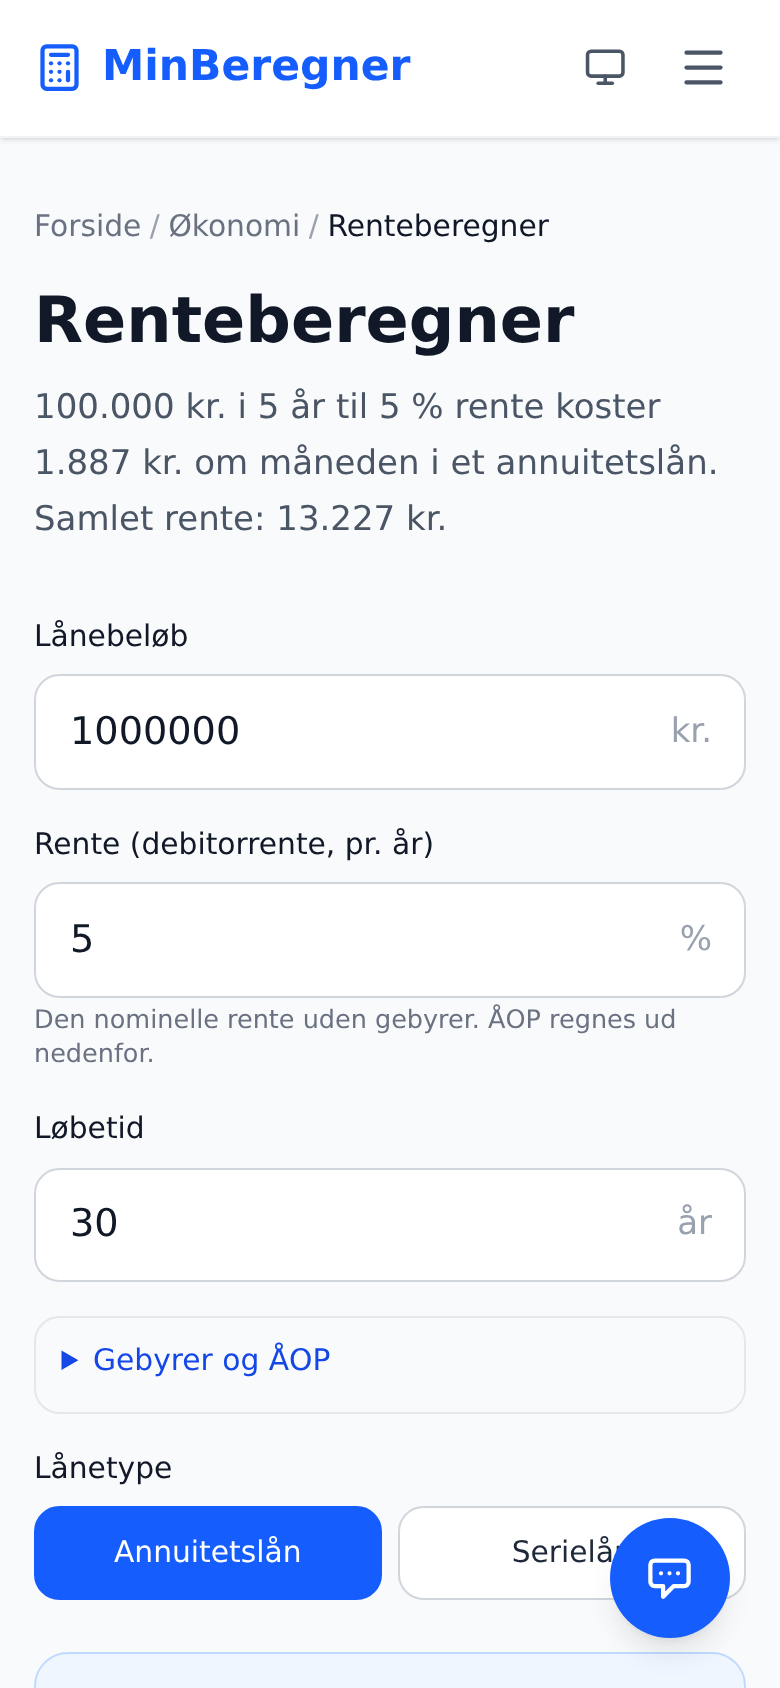 MinBeregner
Forside / Økonomi / Renteberegner
Renteberegner
100.000 kr. i 5 år til 5 % rente koster
1.887 kr. om måneden i et annuitetslån.
Samlet rente: 13.227 kr.
Lånebeløb
1000000 kr.
Rente (debitorrente, pr. år)
5 %
Den nominelle rente uden gebyrer. ÅOP regnes ud
nedenfor.
Løbetid
30 år
Gebyrer og ÅOP
Lånetype
Annuitetslån